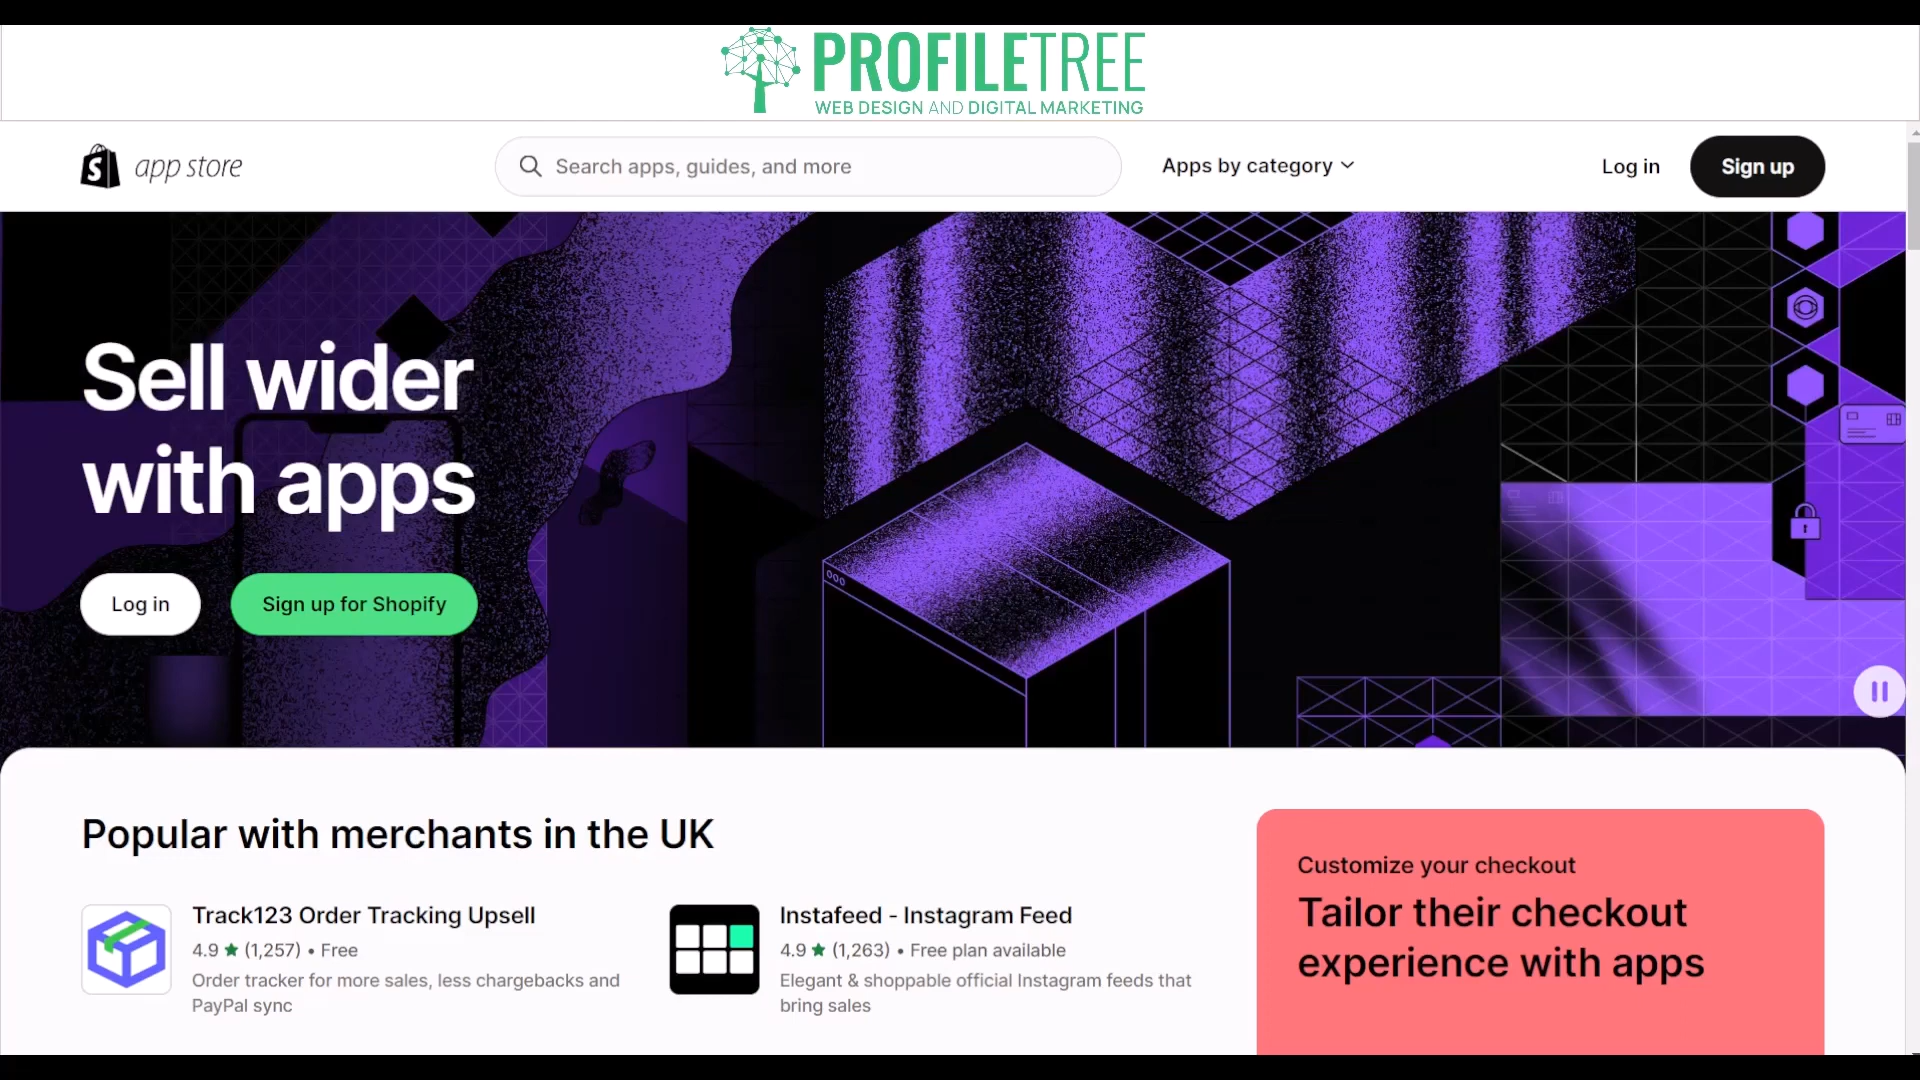 PROFILETREE
WEB DESIGN AND DIGITAL MARKETING
app store
Search apps, guides, and more
Apps by category
Log in
Sign up
Sell wider
with apps
Log in
Sign up for Shopify
Popular with merchants in the UK
Track123 Order Tracking Upsell
4.9 ★ (1,257) • Free
Order tracker for more sales, less chargebacks and
PayPal sync
Instafeed - Instagram Feed
4.9 ★ (1,263) • Free plan available
Elegant & shoppable official Instagram feeds that
bring sales
Customize your checkout
Tailor their checkout
experience with apps